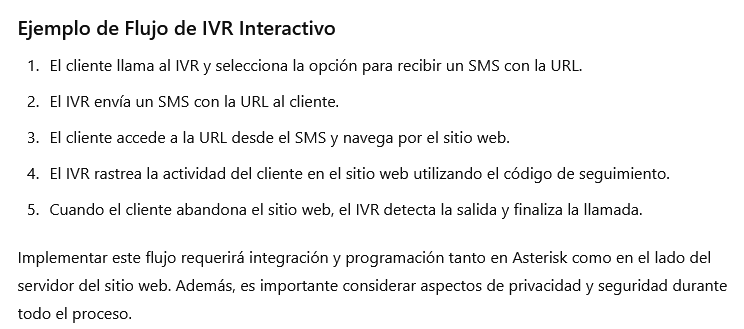 Ejemplo de Flujo de IVR Interactivo
1. El cliente llama al IVR y selecciona la opción para recibir un SMS con la URL.
2. El IVR envía un SMS con la URL al cliente.
3. El cliente accede a la URL desde el SMS y navega por el sitio web.
4. El IVR rastrea la actividad del cliente en el sitio web utilizando el código de seguimiento.
5. Cuando el cliente abandona el sitio web, el IVR detecta la salida y finaliza la llamada.
Implementar este flujo requerirá integración y programación tanto en Asterisk como en el lado del
servidor del sitio web. Además, es importante considerar aspectos de privacidad y seguridad durante
todo el proceso.